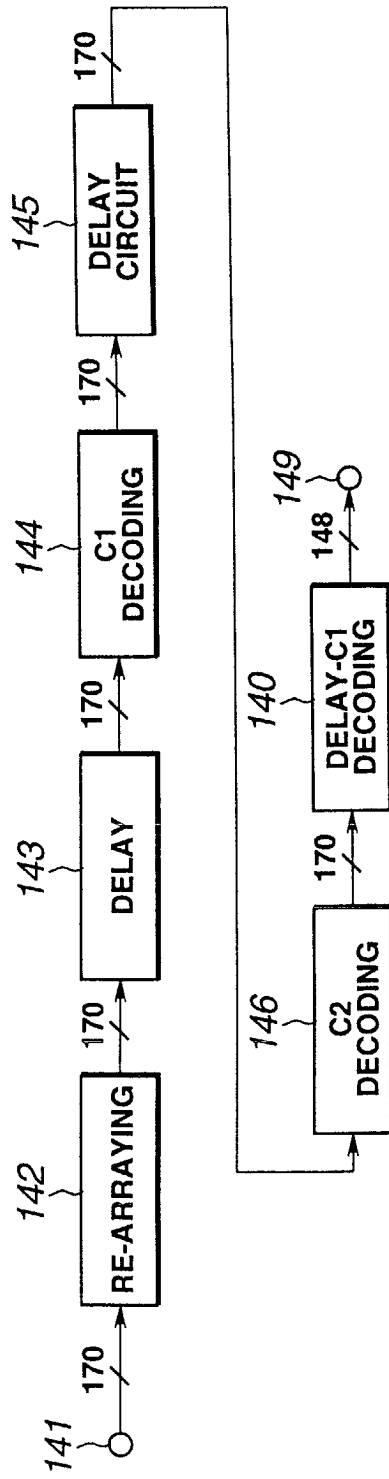 141
170
142
RE-ARRAYING
170
143
DELAY
170
144
C1
DECODING
170
145
DELAY
CIRCUIT
170
146
C2
DECODING
170
140
DELAY-C1
DECODING
148
149